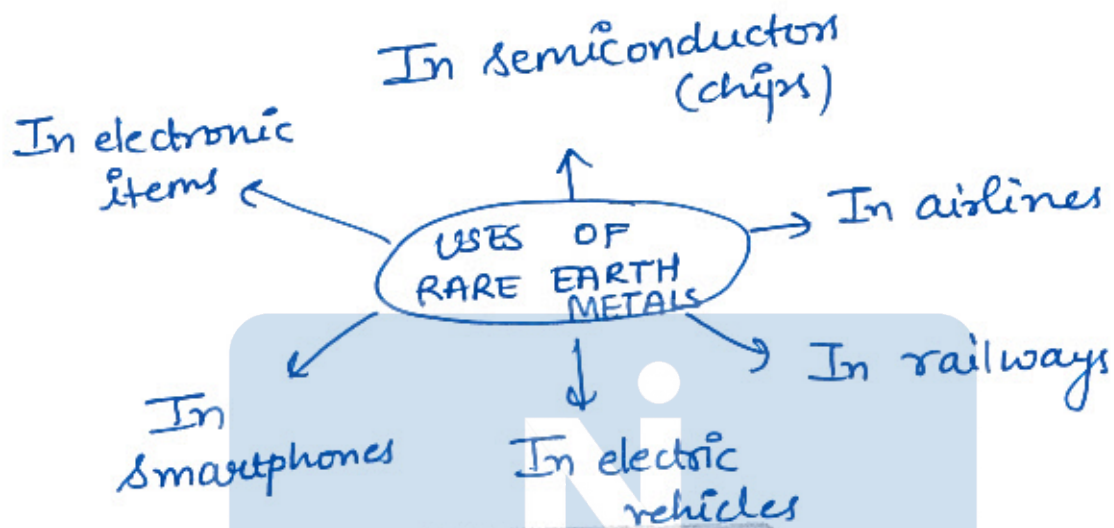 In semiconductors
(chips)
In electronic
items
In airlines
USES OF
RARE EARTH
METALS
In railways
In
smartphones
In electric
vehicles
Ni